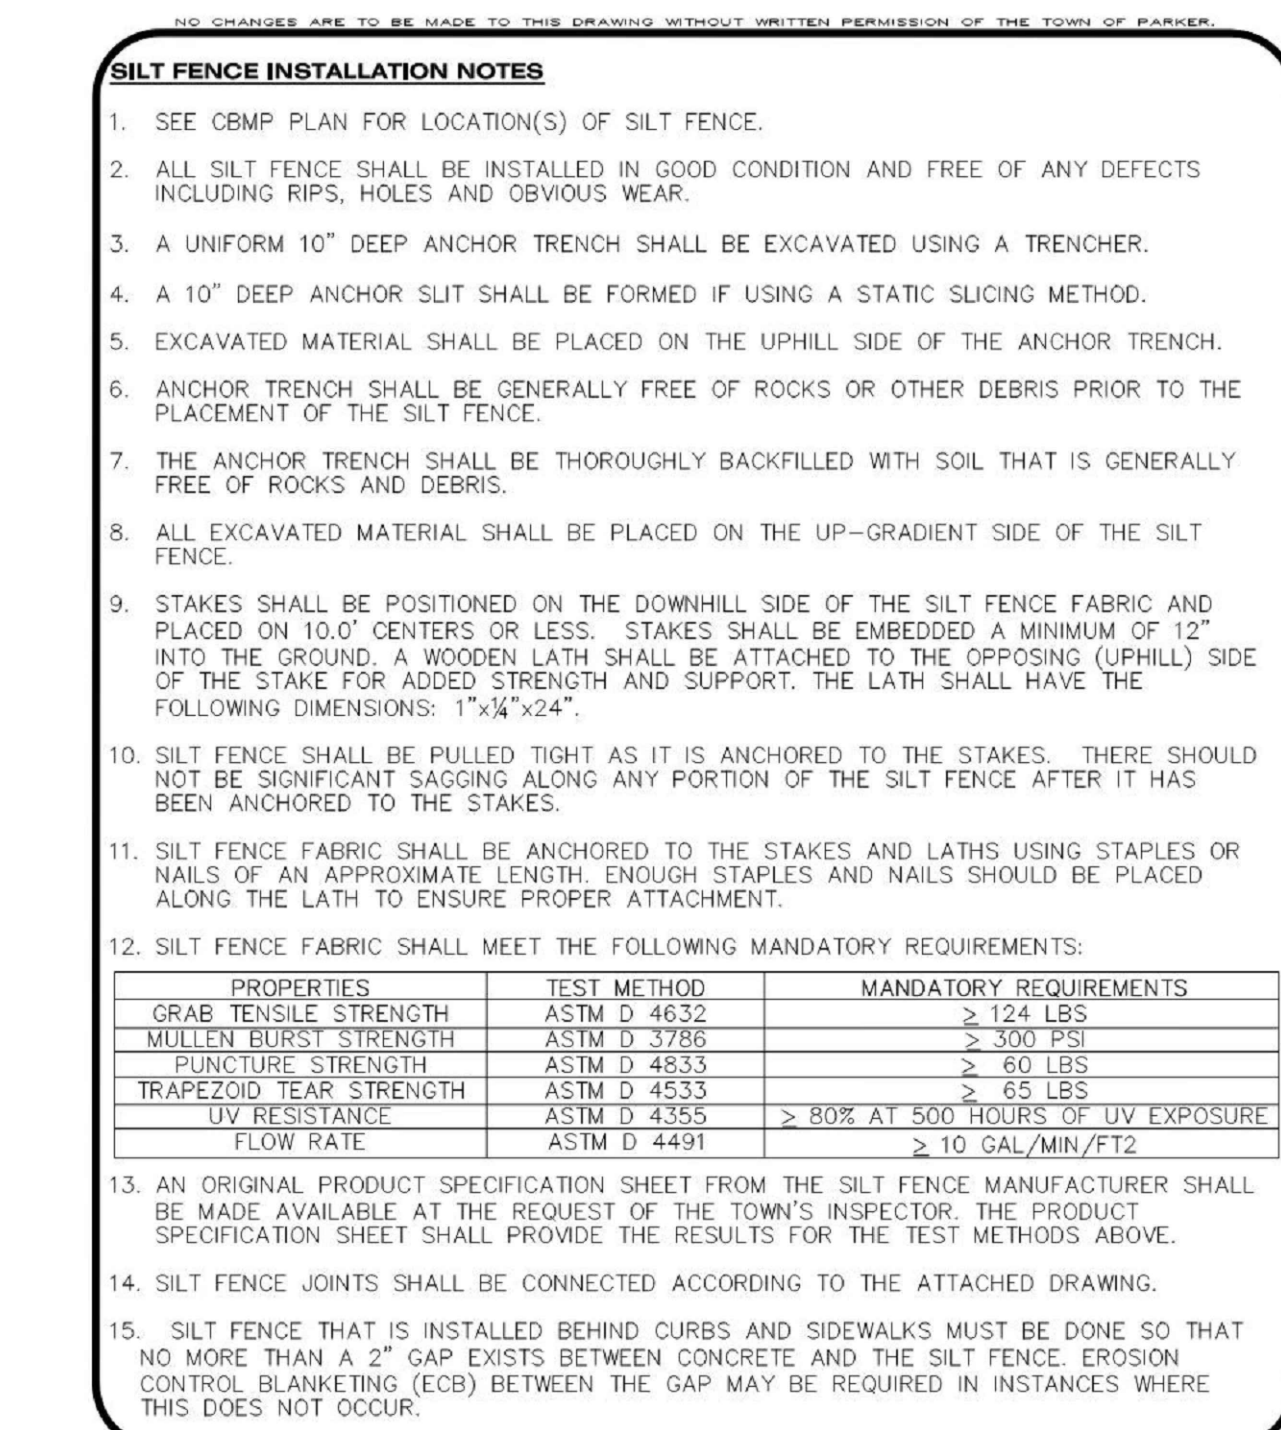 NO CHANGES ARE TO BE MADE TO THIS DRAWING WITHOUT WRITTEN PERMISSION OF THE TOWN OF PARKER.
SILT FENCE INSTALLATION NOTES
1. SEE CBMP PLAN FOR LOCATION(S) OF SILT FENCE.
2. ALL SILT FENCE SHALL BE INSTALLED IN GOOD CONDITION AND FREE OF ANY DEFECTS
INCLUDING RIPS, HOLES AND OBVIOUS WEAR.
3. A UNIFORM 10” DEEP ANCHOR TRENCH SHALL BE EXCAVATED USING A TRENCHER.
4. A 10” DEEP ANCHOR SLIT SHALL BE FORMED IF USING A STATIC SLICING METHOD.
5. EXCAVATED MATERIAL SHALL BE PLACED ON THE UPHILL SIDE OF THE ANCHOR TRENCH.
6. ANCHOR TRENCH SHALL BE GENERALLY FREE OF ROCKS OR OTHER DEBRIS PRIOR TO THE
PLACEMENT OF THE SILT FENCE.
7. THE ANCHOR TRENCH SHALL BE THOROUGHLY BACKFILLED WITH SOIL THAT IS GENERALLY
FREE OF ROCKS AND DEBRIS.
8. ALL EXCAVATED MATERIAL SHALL BE PLACED ON THE UP-GRADIENT SIDE OF THE SILT
FENCE.
9. STAKES SHALL BE POSITIONED ON THE DOWNHILL SIDE OF THE SILT FENCE FABRIC AND
PLACED ON 10.0' CENTERS OR LESS. STAKES SHALL BE EMBEDDED A MINIMUM OF 12”
INTO THE GROUND. A WOODEN LATH SHALL BE ATTACHED TO THE OPPOSING (UPHILL) SIDE
OF THE STAKE FOR ADDED STRENGTH AND SUPPORT. THE LATH SHALL HAVE THE
FOLLOWING DIMENSIONS: 1”x¼”x24”.
10. SILT FENCE SHALL BE PULLED TIGHT AS IT IS ANCHORED TO THE STAKES. THERE SHOULD
NOT BE SIGNIFICANT SAGGING ALONG ANY PORTION OF THE SILT FENCE AFTER IT HAS
BEEN ANCHORED TO THE STAKES.
11. SILT FENCE FABRIC SHALL BE ANCHORED TO THE STAKES AND LATHS USING STAPLES OR
NAILS OF AN APPROXIMATE LENGTH. ENOUGH STAPLES AND NAILS SHOULD BE PLACED
ALONG THE LATH TO ENSURE PROPER ATTACHMENT.
12. SILT FENCE FABRIC SHALL MEET THE FOLLOWING MANDATORY REQUIREMENTS:
PROPERTIES TEST METHOD MANDATORY REQUIREMENTS
GRAB TENSILE STRENGTH ASTM D 4632 ≥ 124 LBS
MULLEN BURST STRENGTH ASTM D 3786 ≥ 300 PSI
PUNCTURE STRENGTH ASTM D 4833 ≥ 60 LBS
TRAPEZOID TEAR STRENGTH ASTM D 4533 ≥ 65 LBS
UV RESISTANCE ASTM D 4355 ≥ 80% AT 500 HOURS OF UV EXPOSURE
FLOW RATE ASTM D 4491 ≥ 10 GAL/MIN/FT2
13. AN ORIGINAL PRODUCT SPECIFICATION SHEET FROM THE SILT FENCE MANUFACTURER SHALL
BE MADE AVAILABLE AT THE REQUEST OF THE TOWN'S INSPECTOR. THE PRODUCT
SPECIFICATION SHEET SHALL PROVIDE THE RESULTS FOR THE TEST METHODS ABOVE.
14. SILT FENCE JOINTS SHALL BE CONNECTED ACCORDING TO THE ATTACHED DRAWING.
15. SILT FENCE THAT IS INSTALLED BEHIND CURBS AND SIDEWALKS MUST BE DONE SO THAT
NO MORE THAN A 2” GAP EXISTS BETWEEN CONCRETE AND THE SILT FENCE. EROSION
CONTROL BLANKETING (ECB) BETWEEN THE GAP MAY BE REQUIRED IN INSTANCES WHERE
THIS DOES NOT OCCUR.